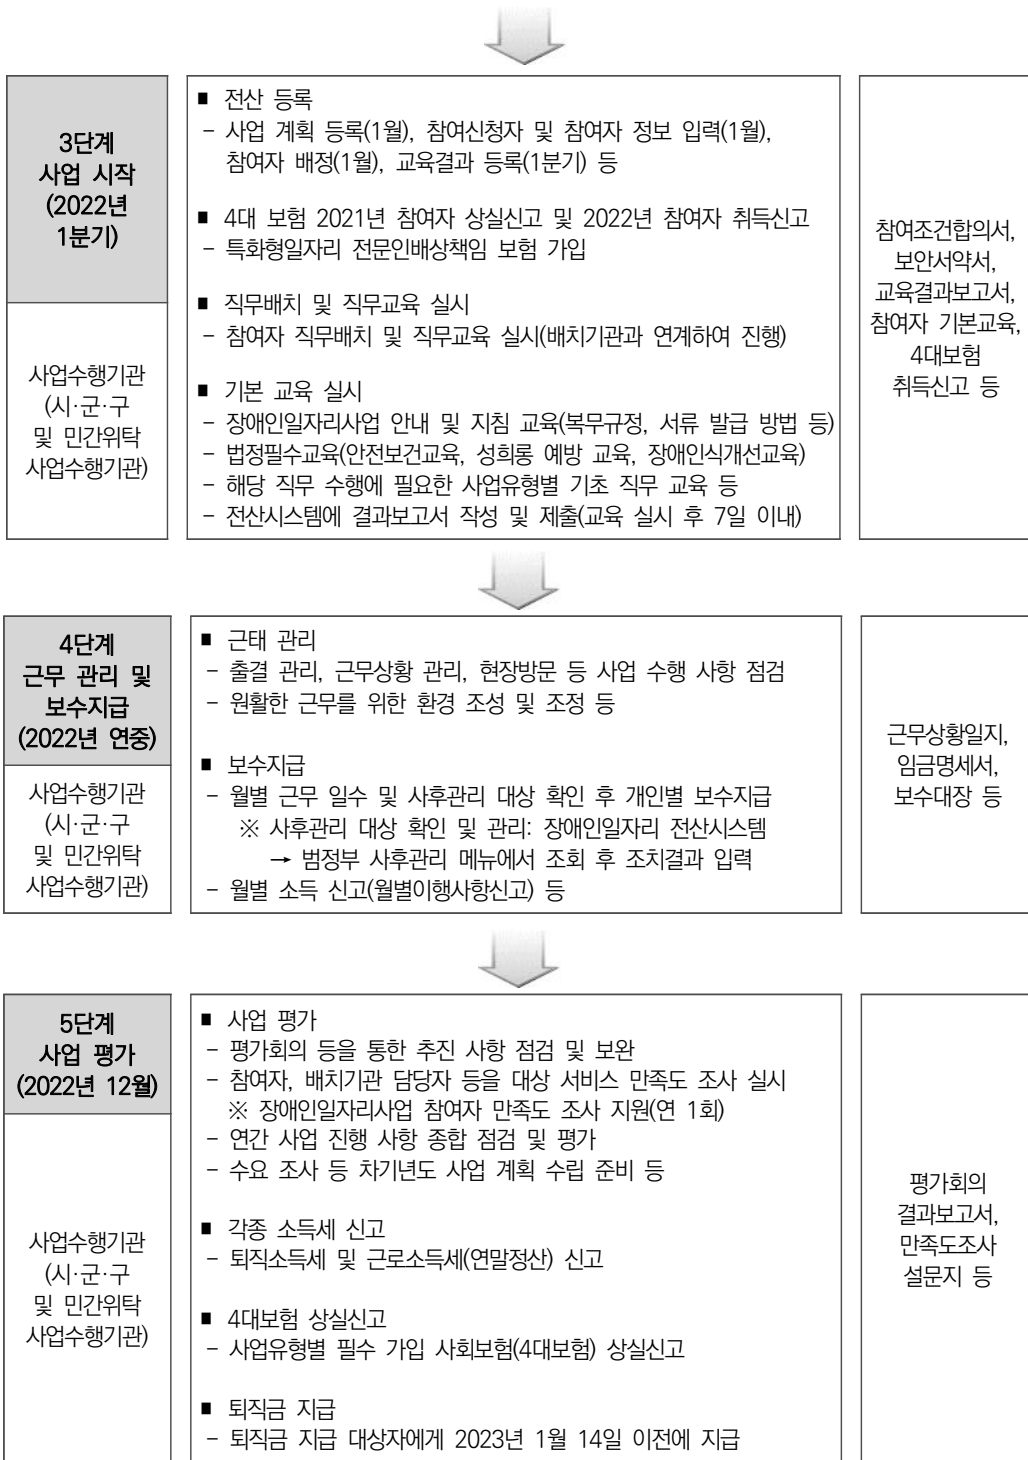 3단계
사업 시작
(2022년
1분기)
사업수행기관
(시·군·구
및 민간위탁
사업수행기관)
■ 전산 등록
- 사업 계획 등록(1월), 참여신청자 및 참여자 정보 입력(1월),
참여자 배정(1월), 교육결과 등록(1분기) 등
■ 4대 보험 2021년 참여자 상실신고 및 2022년 참여자 취득신고
- 특화형일자리 전문인배상책임 보험 가입
■ 직무배치 및 직무교육 실시
- 참여자 직무배치 및 직무교육 실시(배치기관과 연계하여 진행)
■ 기본 교육 실시
- 장애인일자리사업 안내 및 지침 교육(복무규정, 서류 발급 방법 등)
- 법정필수교육(안전보건교육, 성희롱 예방 교육, 장애인식개선교육)
- 해당 직무 수행에 필요한 사업유형별 기초 직무 교육 등
- 전산시스템에 결과보고서 작성 및 제출(교육 실시 후 7일 이내)
참여조건합의서,
보안서약서,
교육결과보고서,
참여자 기본교육,
4대보험
취득신고 등
4단계
근무 관리 및
보수지급
(2022년 연중)
사업수행기관
(시·군·구
및 민간위탁
사업수행기관)
■ 근태 관리
- 출결 관리, 근무상황 관리, 현장방문 등 사업 수행 사항 점검
- 원활한 근무를 위한 환경 조성 및 조정 등
■ 보수지급
- 월별 근무 일수 및 사후관리 대상 확인 후 개인별 보수지급
※ 사후관리 대상 확인 및 관리: 장애인일자리 전산시스템
→ 범정부 사후관리 메뉴에서 조회 후 조치결과 입력
- 월별 소득 신고(월별이행사항신고) 등
근무상황일지,
임금명세서,
보수대장 등
5단계
사업 평가
(2022년 12월)
사업수행기관
(시·군·구
및 민간위탁
사업수행기관)
■ 사업 평가
- 평가회의 등을 통한 추진 사항 점검 및 보완
- 참여자, 배치기관 담당자 등을 대상 서비스 만족도 조사 실시
※ 장애인일자리사업 참여자 만족도 조사 지원(연 1회)
- 연간 사업 진행 사항 종합 점검 및 평가
- 수요 조사 등 차기년도 사업 계획 수립 준비 등
■ 각종 소득세 신고
- 퇴직소득세 및 근로소득세(연말정산) 신고
■ 4대보험 상실신고
- 사업유형별 필수 가입 사회보험(4대보험) 상실신고
■ 퇴직금 지급
- 퇴직금 지급 대상자에게 2023년 1월 14일 이전에 지급
평가회의
결과보고서,
만족도조사
설문지 등